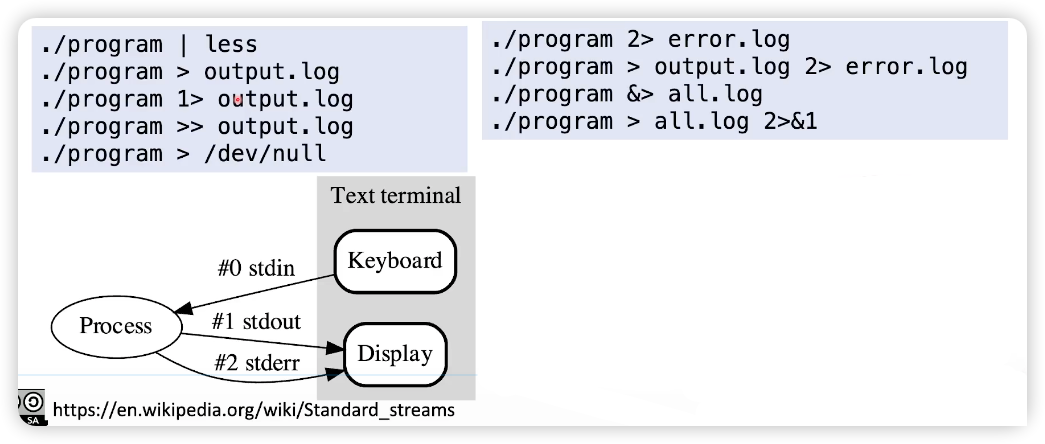 ./program | less
./program > output.log
./program 1> output.log
./program >> output.log
./program > /dev/null
./program 2> error.log
./program > output.log 2> error.log
./program &> all.log
./program > all.log 2>&1
Text terminal
Keyboard
#0 stdin
Process
#1 stdout
Display
#2 stderr
SA
https://en.wikipedia.org/wiki/Standard_streams